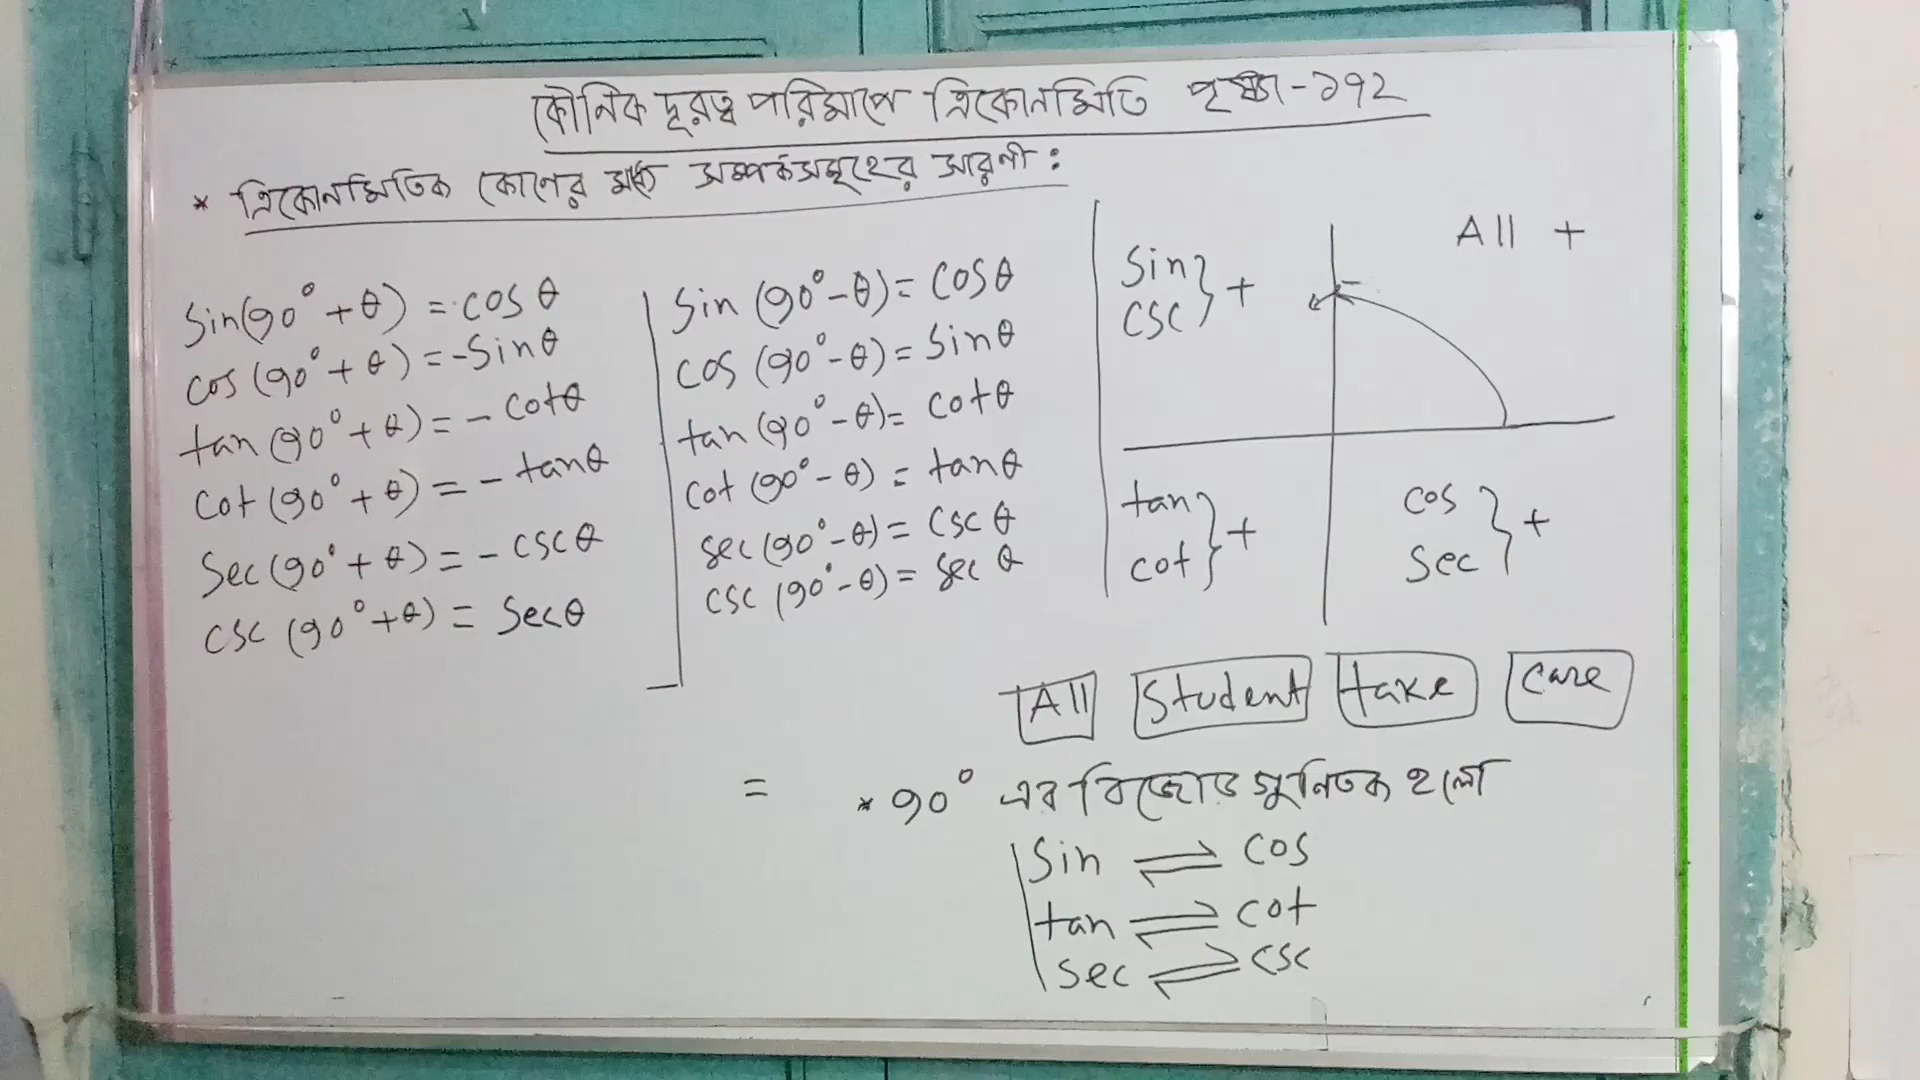 কৌনিক দূরত্ব পরিমাপে ত্রিকোনমিতি পৃষ্ঠা-১৭২
* ত্রিকোনমিতিক কোণের মধ্যে সম্পর্কসমূহের সারণী :
sin(90° + θ) = cos θ
cos (90° + θ) = -sinθ
tan (90° + θ) = - cotθ
cot (90° + θ) = - tanθ
sec (90° + θ) = - cscθ
csc (90° + θ) = secθ
sin (90° - θ) = cosθ
cos (90° - θ) = sinθ
tan (90° - θ) = cotθ
cot (90° - θ) = tanθ
sec (90° - θ) = csc θ
csc (90° - θ) = sec θ
sin
csc } +
All +
tan
cot } +
cos
sec } +
All Student take care
= * 90° এর বিজোড় গুনিতক হলে
sin ⇌ cos
tan ⇌ cot
sec ⇌ csc